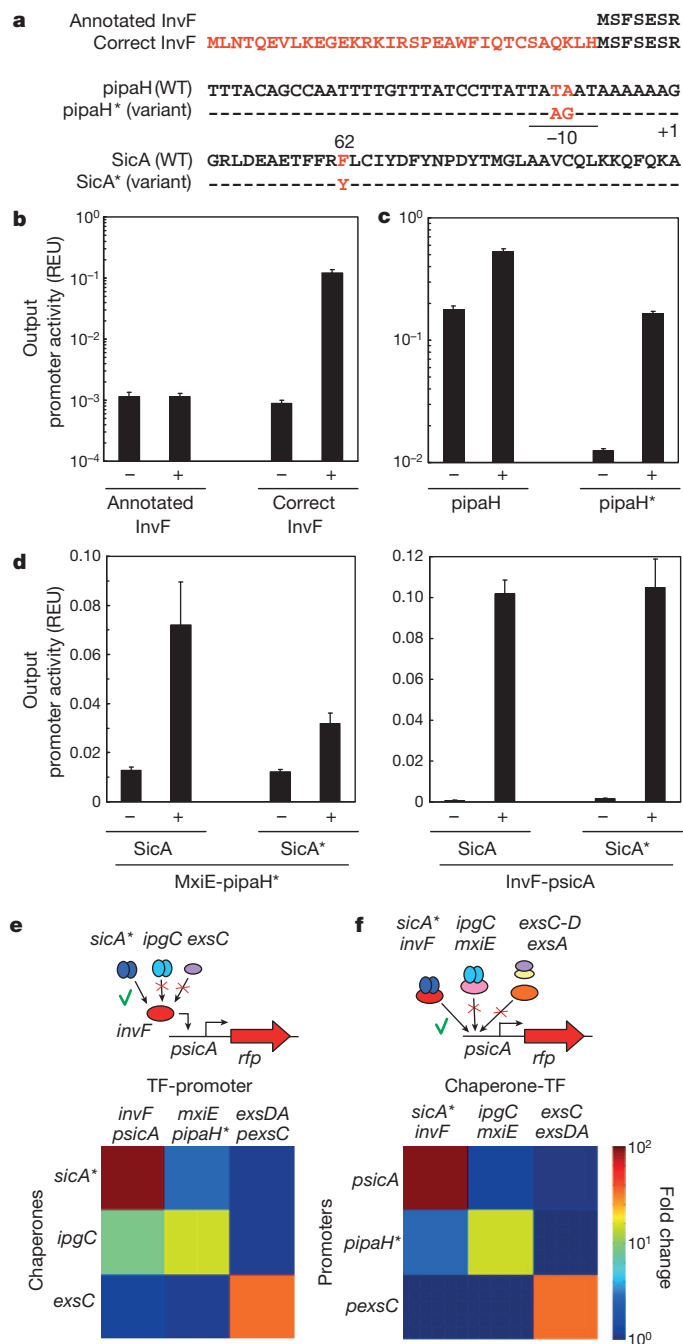 a
Annotated InvF MSFSESR
Correct InvF MLNTQEVLKEGEKRKIRSPEAWFIQTCSAQKLHMSFSESR
pipaH (WT) TTTACAGCCAATTTTGTTTATCCTTATTATAATAAAAAAG
pipaH* (variant) ------------------------------AG--------
−10 +1
62
SicA (WT) GRLDEAETFFRFLCIYDFYNPDYTMGLAAVCQLKKQFQKA
SicA* (variant) -----------Y----------------------------
b
Output promoter activity (REU)
10^0
10^-1
10^-2
10^-3
10^-4
− + − +
Annotated InvF
Correct InvF
c
10^0
10^-1
10^-2
− + − +
pipaH pipaH*
d
Output promoter activity (REU)
0.10
0.08
0.06
0.04
0.02
0
− + − +
SicA SicA*
MxiE-pipaH*
0.12
0.10
0.08
0.06
0.04
0.02
0
− + − +
SicA SicA*
InvF-psicA
e
sicA* ipgC exsC
invF
psicA
rfp
TF-promoter
invF psicA
mxiE pipaH*
exsDA pexsC
Chaperones
sicA*
ipgC
exsC
f
sicA* invF
ipgC mxiE
exsC-D exsA
psicA
rfp
Chaperone-TF
sicA* invF
ipgC mxiE
exsC exsDA
Promoters
psicA
pipaH*
pexsC
10^2
10^1
10^0
Fold change